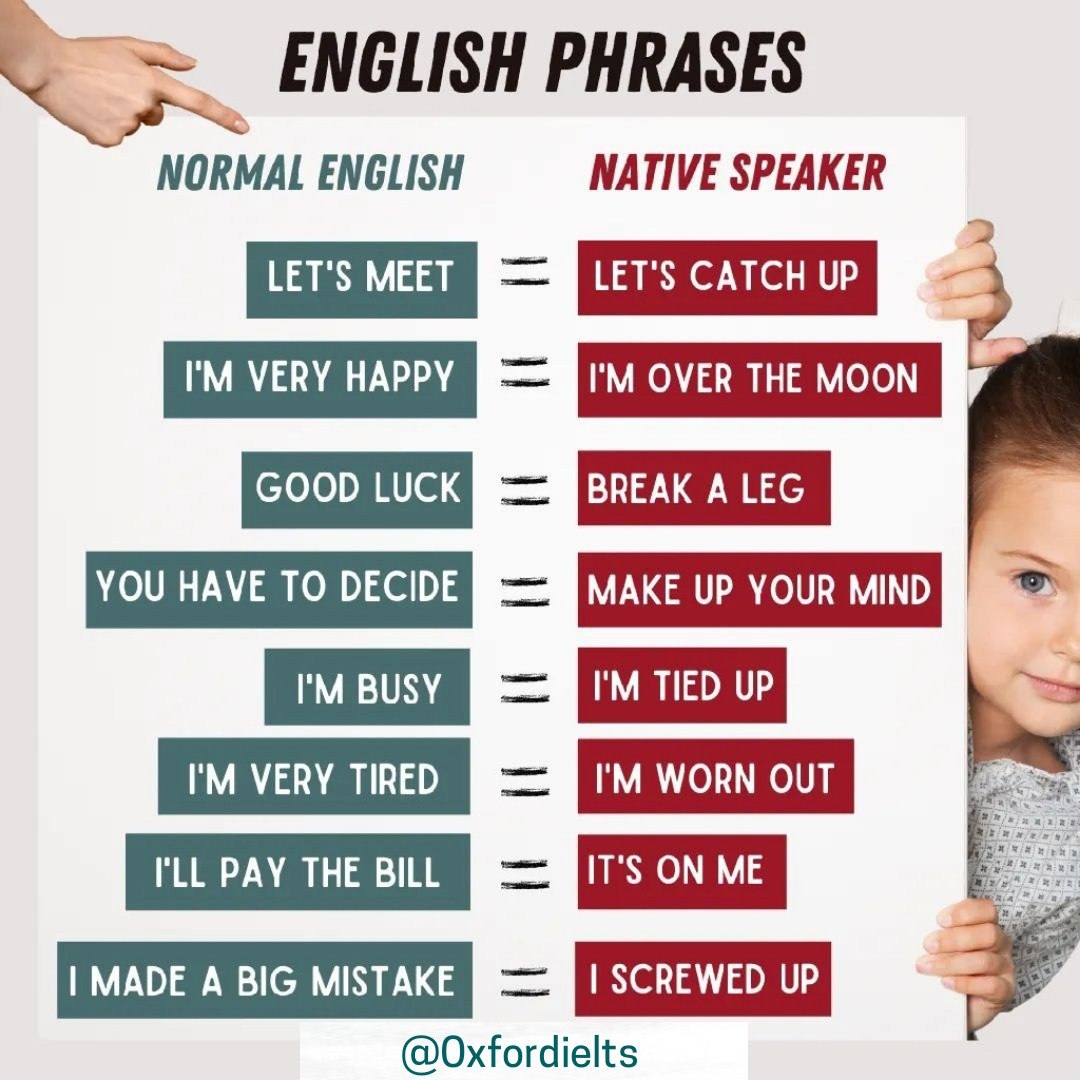 ENGLISH PHRASES
NORMAL ENGLISH NATIVE SPEAKER
LET'S MEET = LET'S CATCH UP
I'M VERY HAPPY = I'M OVER THE MOON
GOOD LUCK = BREAK A LEG
YOU HAVE TO DECIDE = MAKE UP YOUR MIND
I'M BUSY = I'M TIED UP
I'M VERY TIRED = I'M WORN OUT
I'LL PAY THE BILL = IT'S ON ME
I MADE A BIG MISTAKE = I SCREWED UP
@Oxfordielts